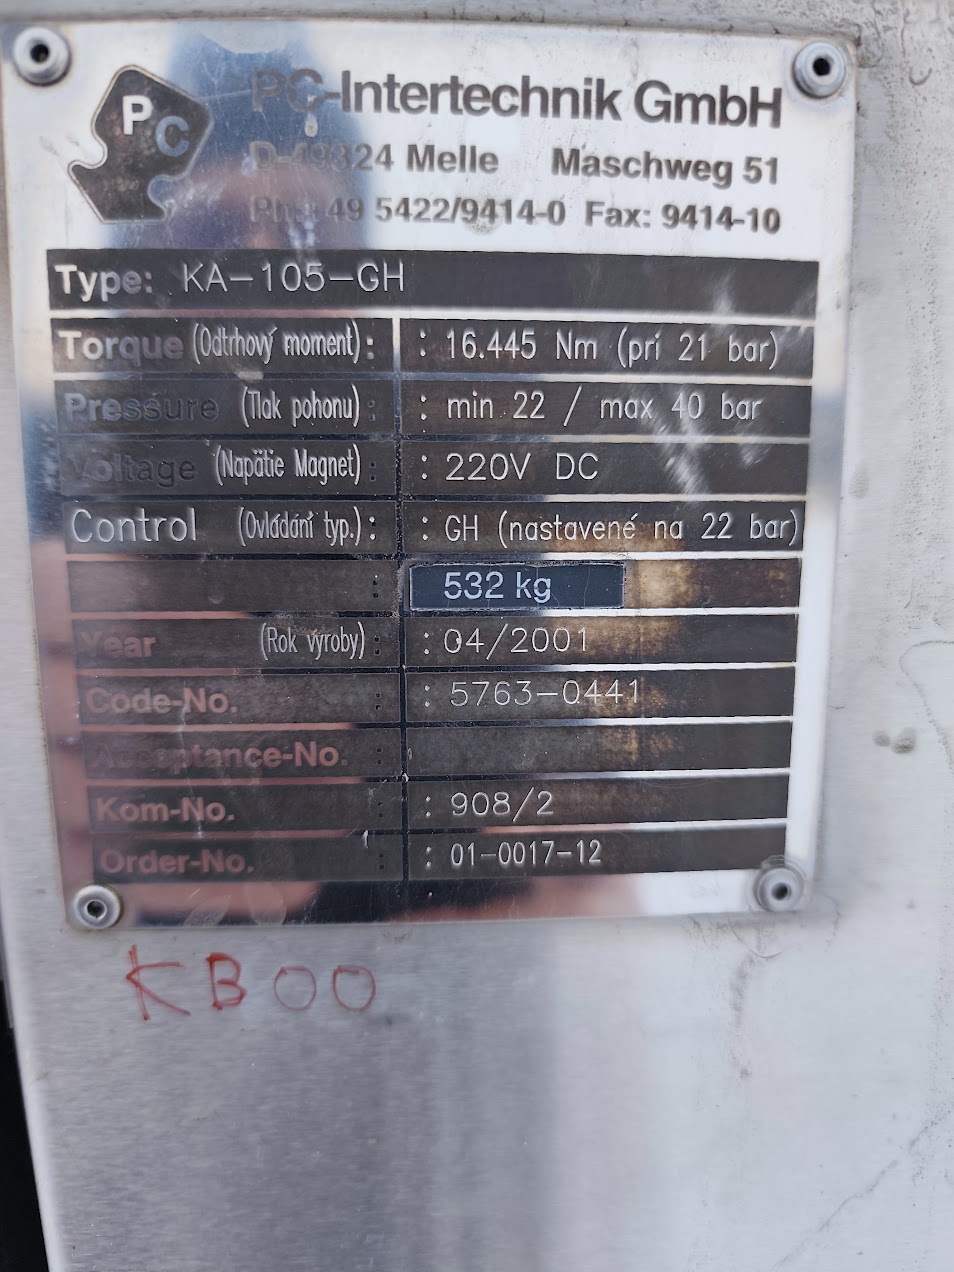 P C
PC-Intertechnik GmbH
D-49324 Melle Maschweg 51
Ph.: 49 5422/9414-0 Fax: 9414-10
Type: KA-105-GH
Torque (Odtrhový moment): : 16.445 Nm (pri 21 bar)
Pressure (Tlak pohonu) : : min 22 / max 40 bar
Voltage (Napätie Magnet) : : 220V DC
Control (Ovládání typ.) : : GH (nastavené na 22 bar)
: 532 kg
Year (Rok výroby) : : 04/2001
Code-No. : : 5763-0441
Acceptance-No. :
Kom-No. : : 908/2
Order-No. : : 01-0017-12
KB00